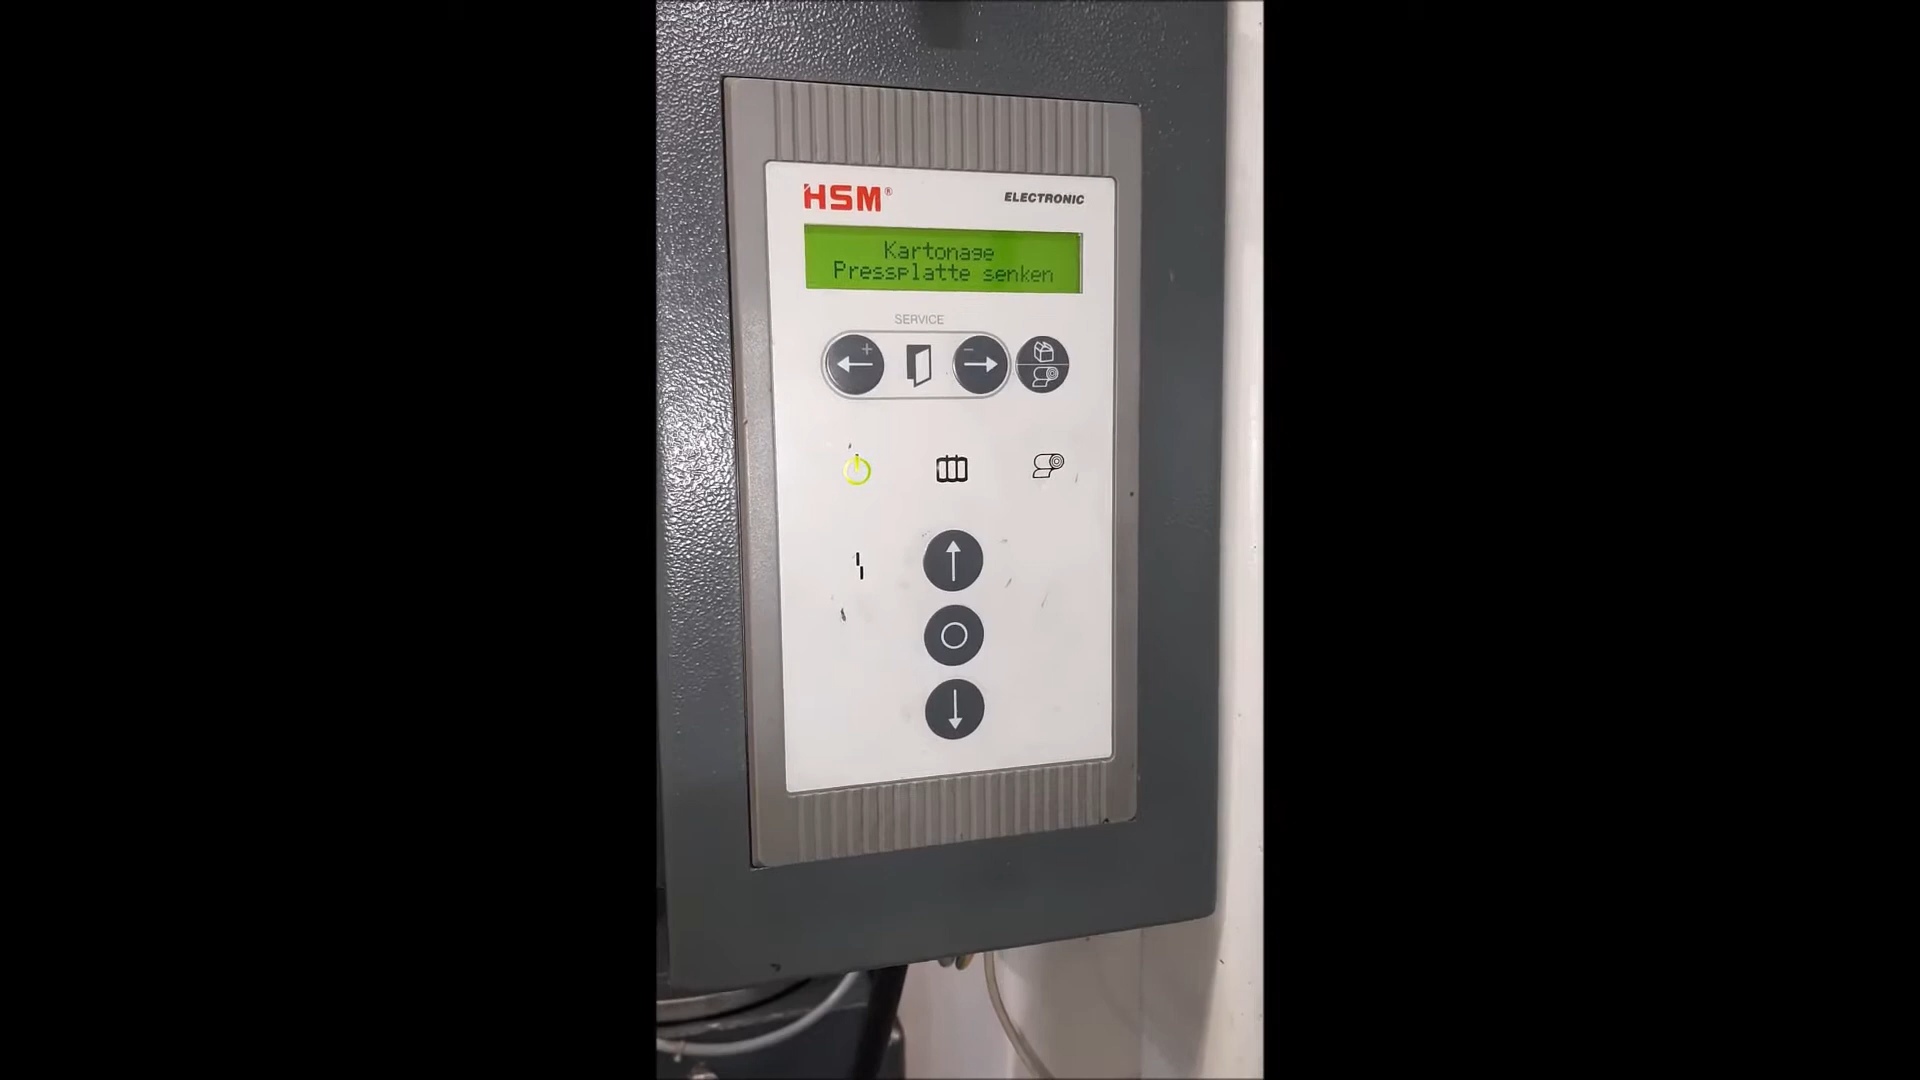 HSM®
ELECTRONIC
Kartonage
Pressplatte senken
SERVICE
+
-